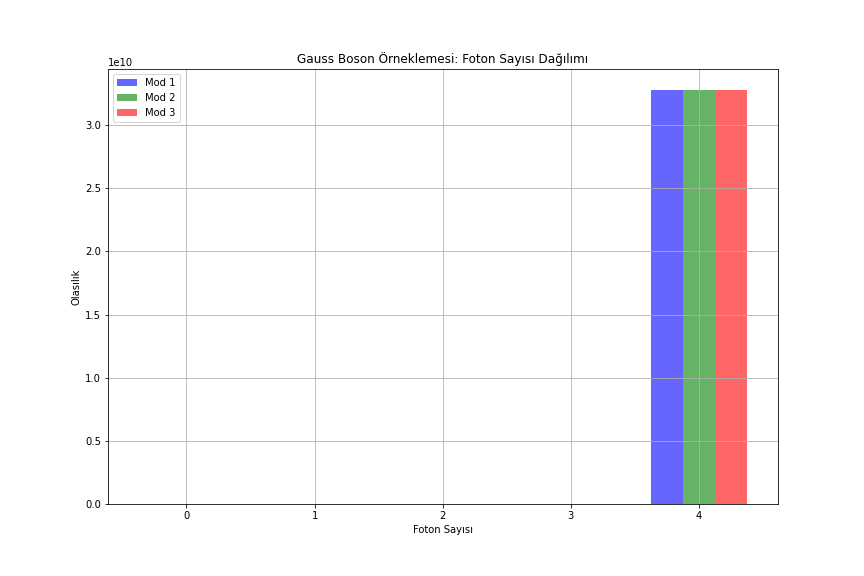 Gauss Boson Örneklemesi: Foton Sayısı Dağılımı
1e10
Mod 1
Mod 2
Mod 3
3.0
2.5
2.0
1.5
1.0
0.5
0.0
Olasılık
0 1 2 3 4
Foton Sayısı